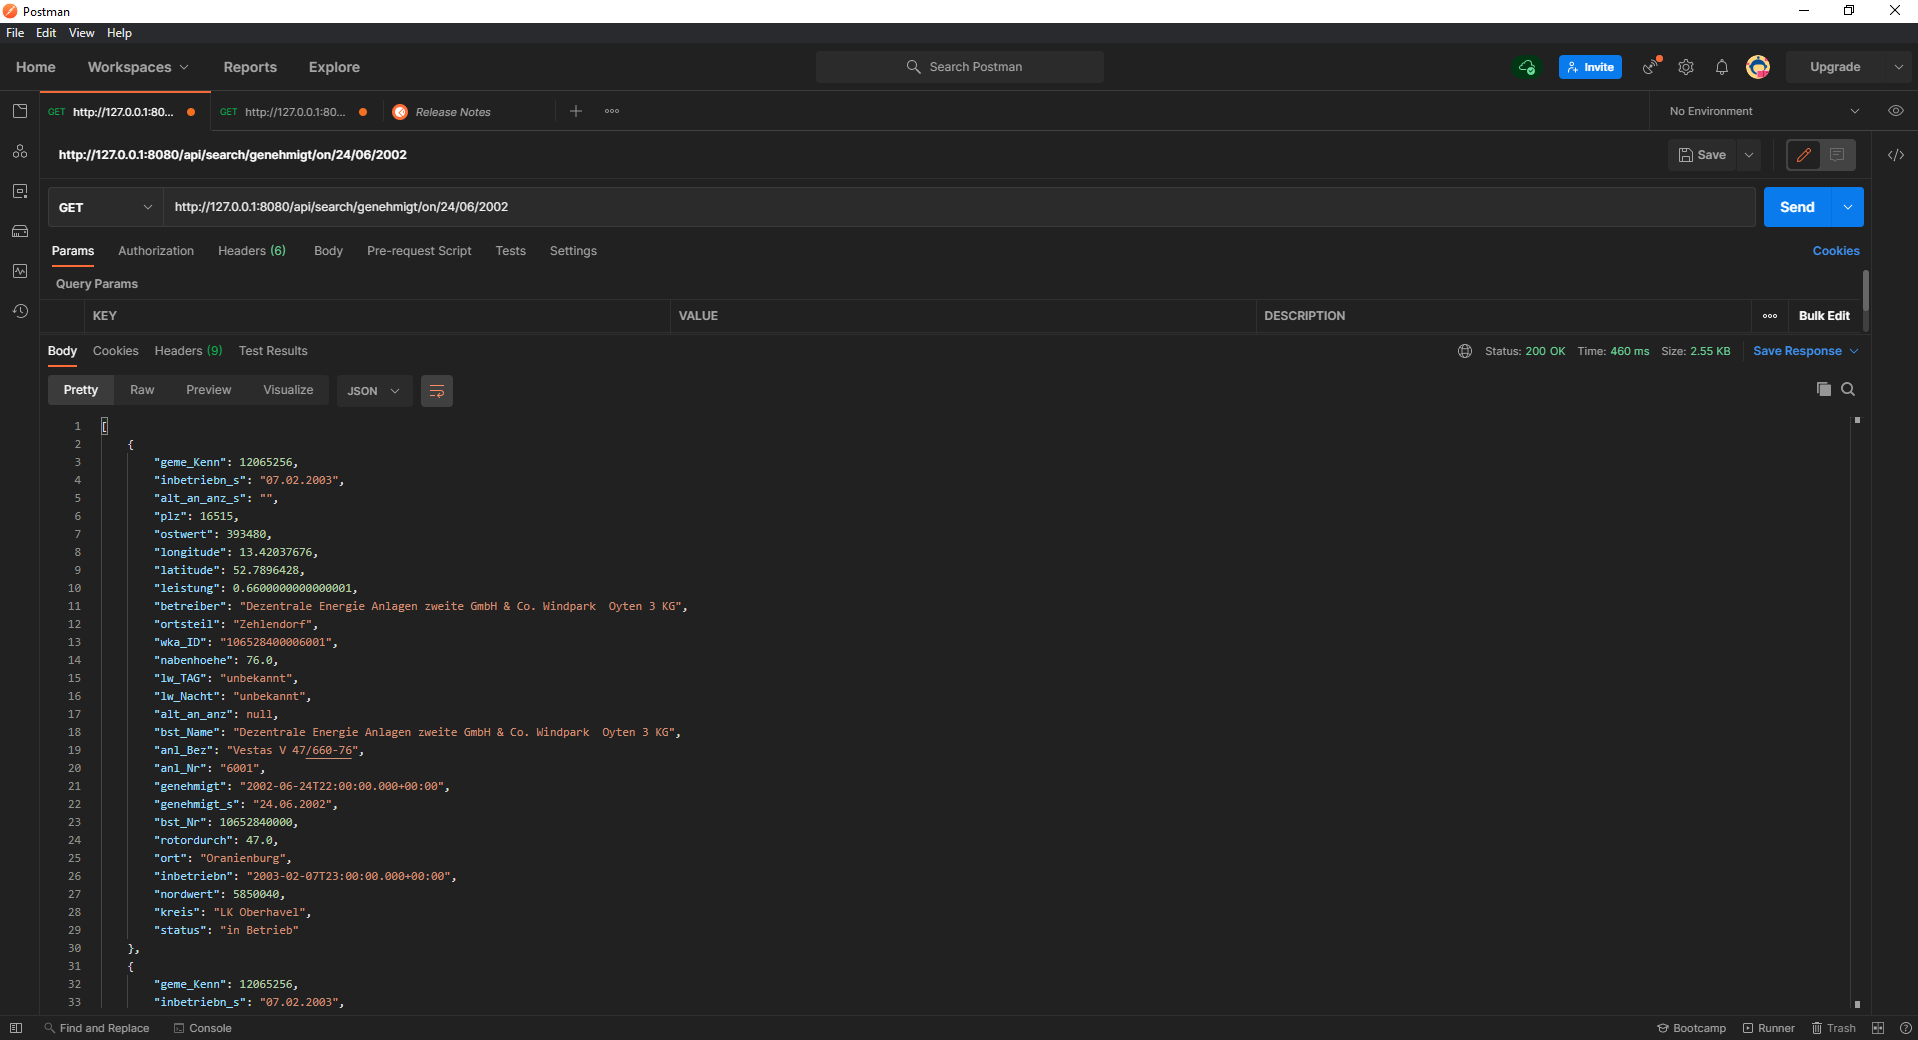 Postman
File Edit View Help
Home Workspaces Reports Explore Search Postman Invite Upgrade
GET http://127.0.0.1:80... GET http://127.0.0.1:80... Release Notes No Environment
http://127.0.0.1:8080/api/search/genehmigt/on/24/06/2002 Save
GET http://127.0.0.1:8080/api/search/genehmigt/on/24/06/2002 Send
Params Authorization Headers (6) Body Pre-request Script Tests Settings Cookies
Query Params
KEY VALUE DESCRIPTION Bulk Edit
Body Cookies Headers (9) Test Results Status: 200 OK Time: 460 ms Size: 2.55 KB Save Response
Pretty Raw Preview Visualize JSON
1 [
2 {
3 "geme_Kenn": 12065256,
4 "inbetriebn_s": "07.02.2003",
5 "alt_an_anz_s": "",
6 "plz": 16515,
7 "ostwert": 393480,
8 "longitude": 13.42037676,
9 "latitude": 52.7896428,
10 "leistung": 0.6600000000000001,
11 "betreiber": "Dezentrale Energie Anlagen zweite GmbH & Co. Windpark  Oyten 3 KG",
12 "ortsteil": "Zehlendorf",
13 "wka_ID": "106528400006001",
14 "nabenhoehe": 76.0,
15 "lw_TAG": "unbekannt",
16 "lw_Nacht": "unbekannt",
17 "alt_an_anz": null,
18 "bst_Name": "Dezentrale Energie Anlagen zweite GmbH & Co. Windpark  Oyten 3 KG",
19 "anl_Bez": "Vestas V 47/660-76",
20 "anl_Nr": "6001",
21 "genehmigt": "2002-06-24T22:00:00.000+00:00",
22 "genehmigt_s": "24.06.2002",
23 "bst_Nr": 10652840000,
24 "rotordurch": 47.0,
25 "ort": "Oranienburg",
26 "inbetriebn": "2003-02-07T23:00:00.000+00:00",
27 "nordwert": 5850040,
28 "kreis": "LK Oberhavel",
29 "status": "in Betrieb"
30 },
31 {
32 "geme_Kenn": 12065256,
33 "inbetriebn_s": "07.02.2003",
Find and Replace Console Bootcamp Runner Trash